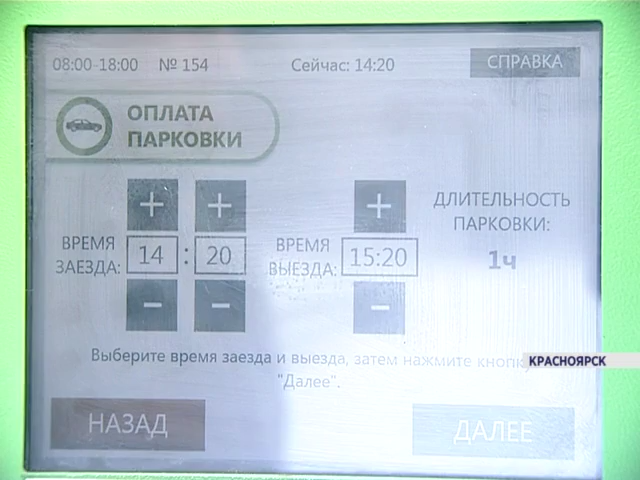 08:00-18:00 № 154 Сейчас: 14:20 СПРАВКА
ОПЛАТА
ПАРКОВКИ
+ + +
ВРЕМЯ
ЗАЕЗДА: 14 : 20
ВРЕМЯ
ВЫЕЗДА: 15:20
ДЛИТЕЛЬНОСТЬ
ПАРКОВКИ:
1ч
- - -
Выберите время заезда и выезда, затем нажмите кнопку
"Далее".
КРАСНОЯРСК
НАЗАД ДАЛЕЕ